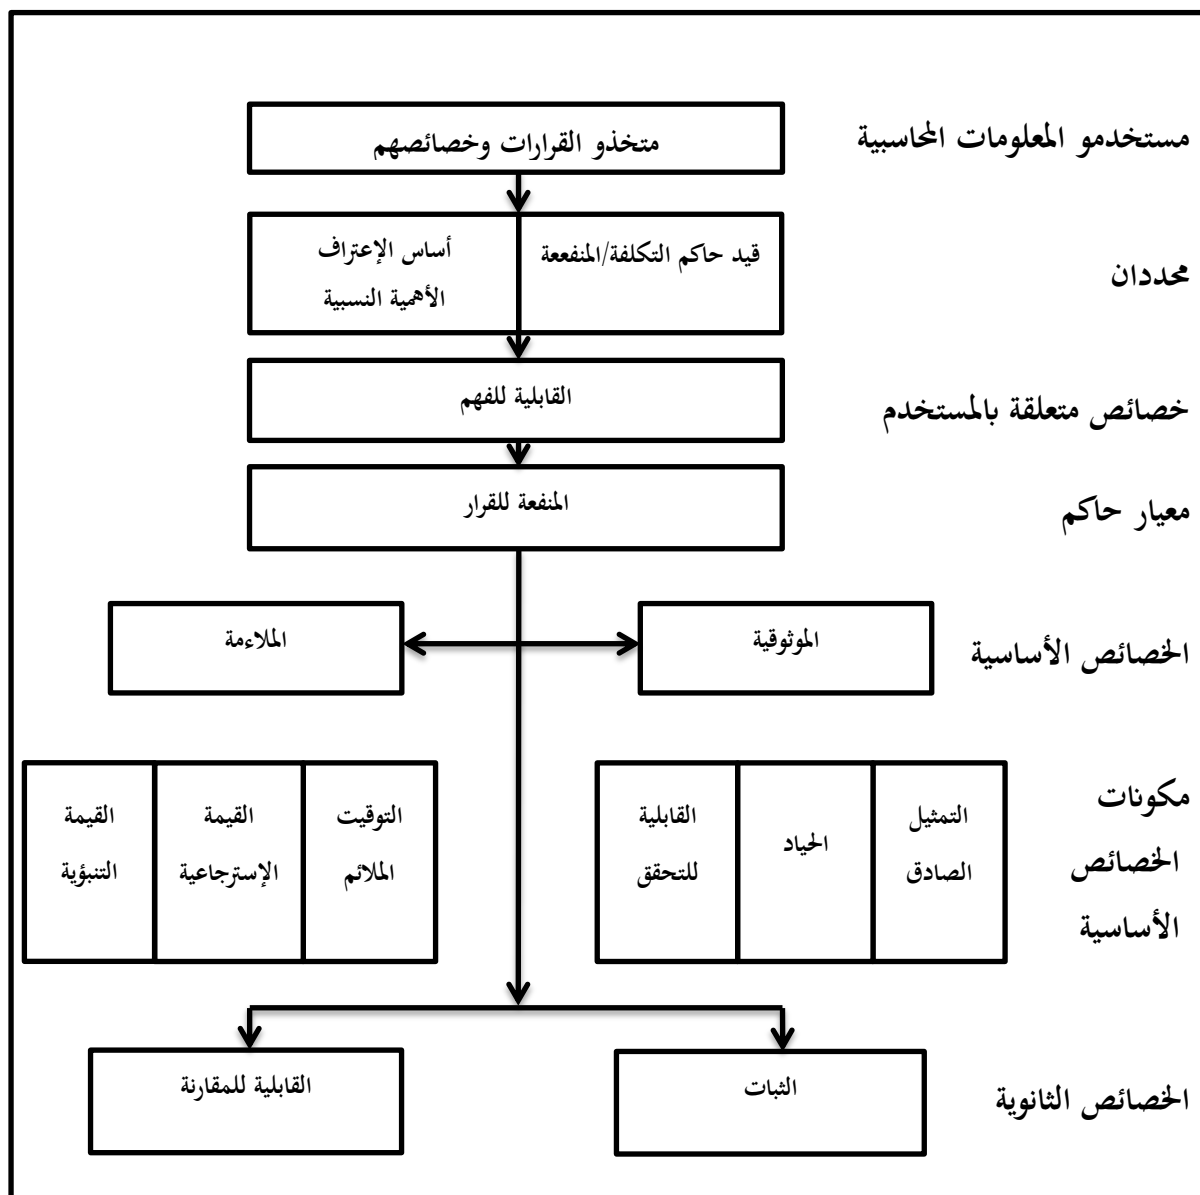 مستخدمو المعلومات المحاسبية
متخذو القرارات وخصائصهم
محددان
قيد حاكم التكلفة/المنفععة
أساس الإعتراف
الأهمية النسبية
خصائص متعلقة بالمستخدم
القابلية للفهم
معيار حاكم
المنفعة للقرار
الخصائص الأساسية
الموثوقية
الملاءمة
مكونات
الخصائص
الأساسية
التمثيل
الصادق
الحياد
القابلية
للتحقق
التوقيت
الملائم
القيمة
الإسترجاعية
القيمة
التنبؤية
الخصائص الثانوية
الثبات
القابلية للمقارنة